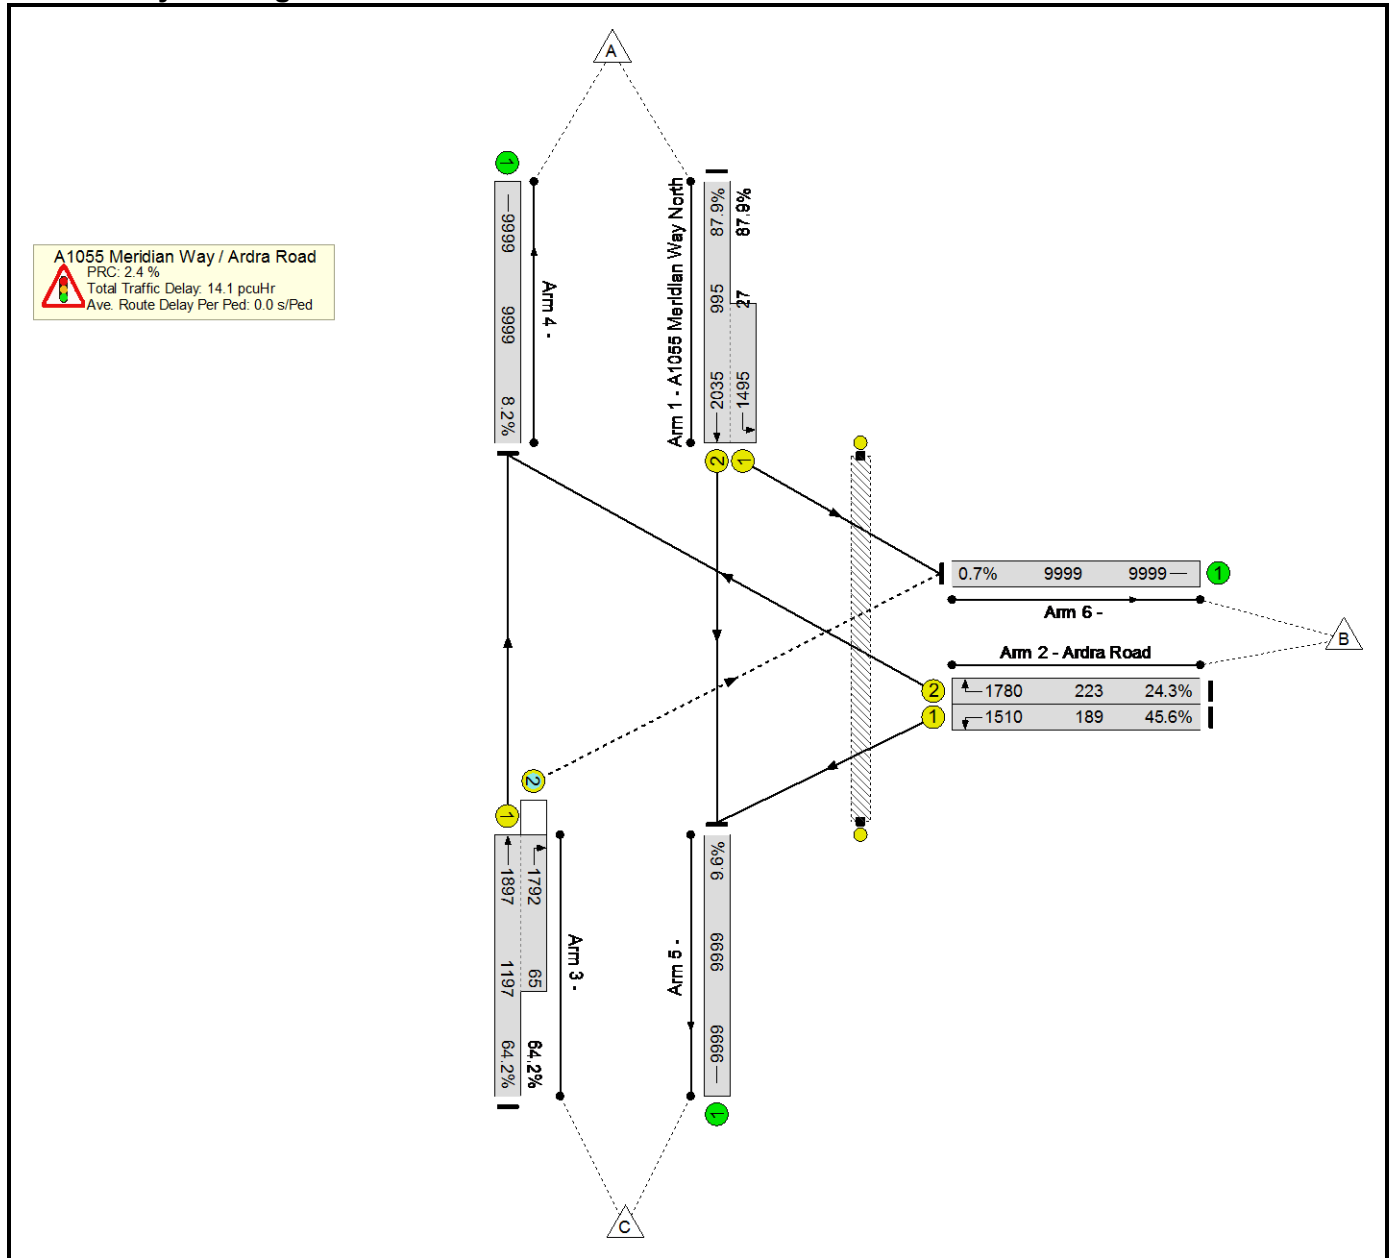 A
A1055 Meridian Way / Ardra Road
PRC: 2.4 %
Total Traffic Delay: 14.1 pcuHr
Ave. Route Delay Per Ped: 0.0 s/Ped
1
9999 9999 8.2%
Arm 4 -
Arm 1 - A1055 Meridian Way North
87.9% 995 2035
87.9% 27 1495
2
1
0.7% 9999 9999
1
Arm 6 -
B
Arm 2 - Ardra Road
2
1780 223 24.3%
1
1510 189 45.6%
2
1
1897 1197 64.2%
1792 65 64.2%
Arm 3 -
Arm 5 -
9.6% 9999 9999
1
C